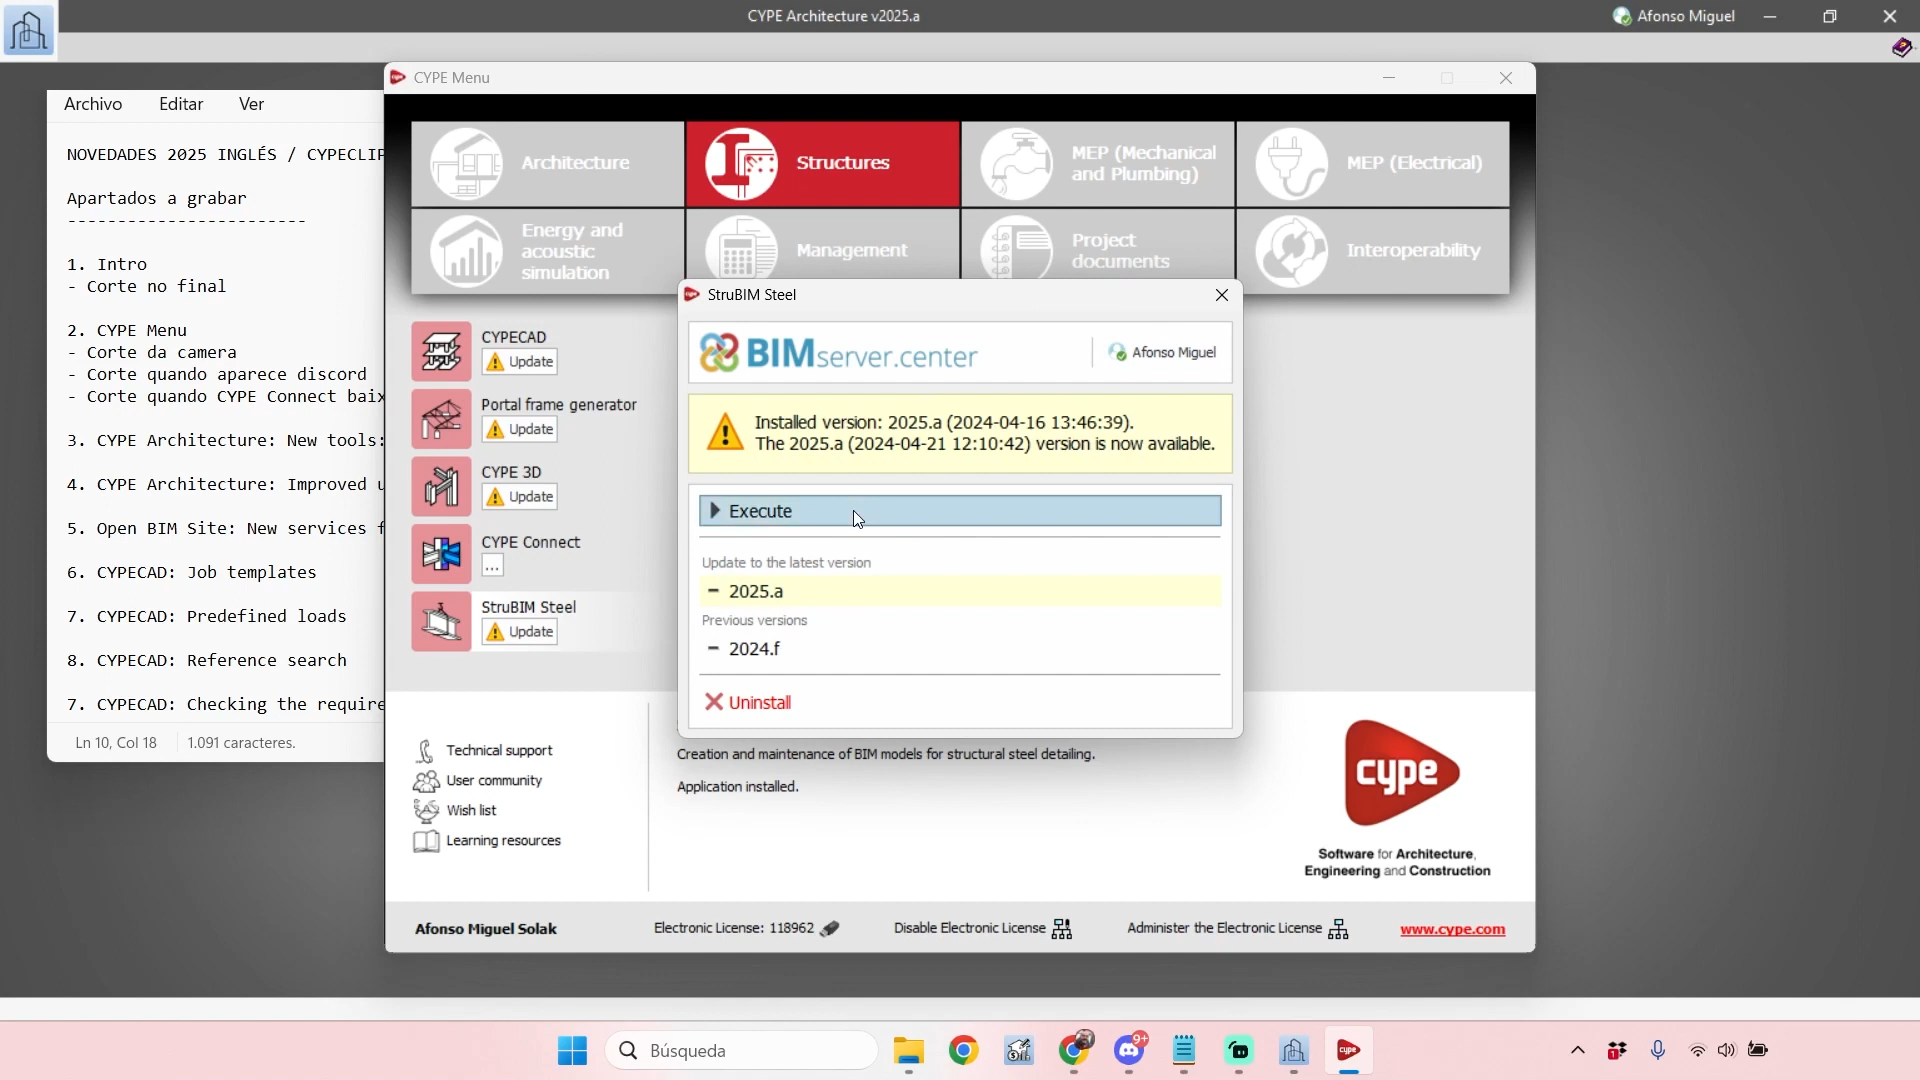 CYPE Architecture v2025.a
Afonso Miguel
CYPE Menu
Archivo Editar Ver
NOVEDADES 2025 INGLÉS / CYPECLIP
Apartados a grabar
------------------------
1. Intro
- Corte no final
2. CYPE Menu
- Corte da camera
- Corte quando aparece discord
- Corte quando CYPE Connect baix
3. CYPE Architecture: New tools:
4. CYPE Architecture: Improved
5. Open BIM Site: New services
6. CYPECAD: Job templates
7. CYPECAD: Predefined loads
8. CYPECAD: Reference search
7. CYPECAD: Checking the require
Ln 10, Col 18 1.091 caracteres.
Architecture
Structures
MEP (Mechanical
and Plumbing)
MEP (Electrical)
Energy and
acoustic
simulation
Management
Project
documents
Interoperability
CYPECAD
Update
Portal frame generator
Update
CYPE 3D
Update
CYPE Connect
...
StruBIM Steel
Update
StruBIM Steel
BIMserver.center
Afonso Miguel
Installed version: 2025.a (2024-04-16 13:46:39).
The 2025.a (2024-04-21 12:10:42) version is now available.
Execute
Update to the latest version
2025.a
Previous versions
2024.f
Uninstall
Technical support
User community
Wish list
Learning resources
Creation and maintenance of BIM models for structural steel detailing.
Application installed.
cype
Software for Architecture,
Engineering and Construction
Afonso Miguel Solak
Electronic License: 118962
Disable Electronic License
Administer the Electronic License
www.cype.com
Búsqueda
9+
cype
1